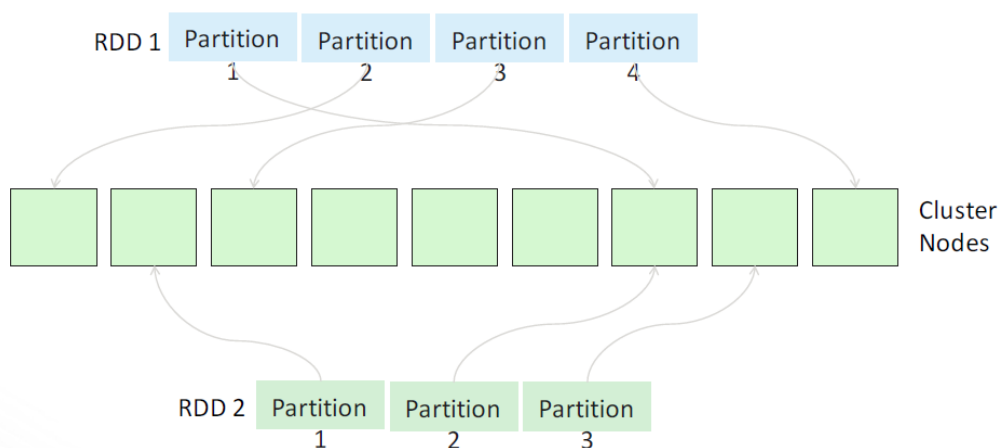 RDD 1 Partition Partition Partition Partition
1 2 3 4
Cluster
Nodes
RDD 2 Partition Partition Partition
1 2 3